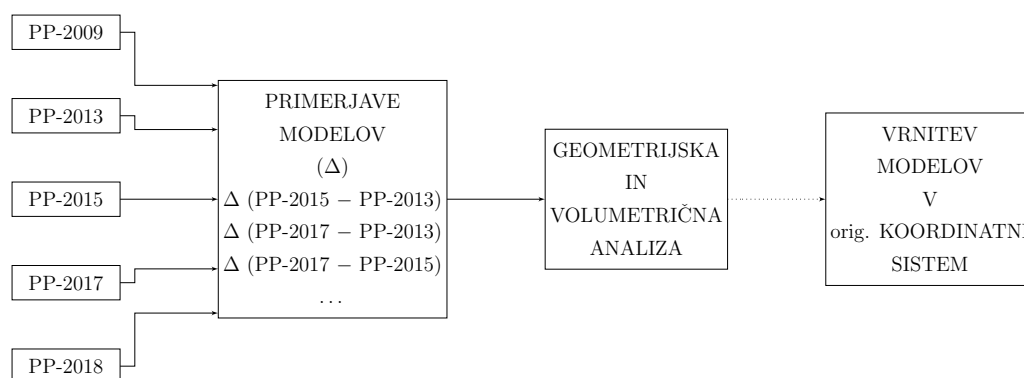 PP-2009
PP-2013
PP-2015
PP-2017
PP-2018
PRIMERJAVE
MODELOV
(Δ)
Δ (PP-2015 − PP-2013)
Δ (PP-2017 − PP-2013)
Δ (PP-2017 − PP-2015)
...
GEOMETRIJSKA
IN
VOLUMETRIČNA
ANALIZA
VRNITEV
MODELOV
V
orig. KOORDINATNI
SISTEM